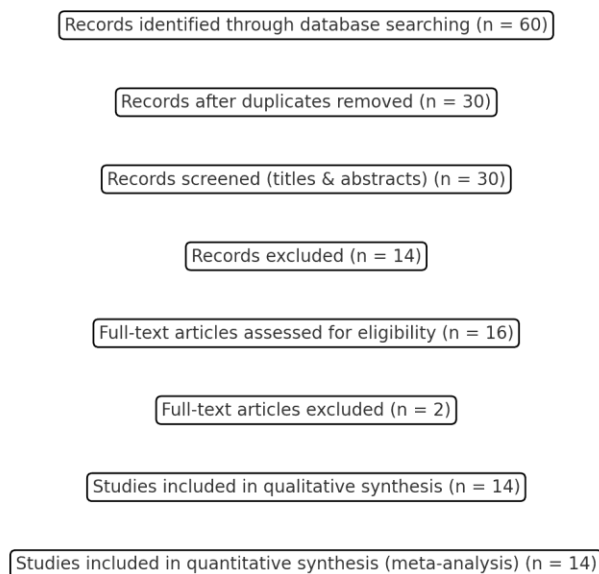 Records identified through database searching (n = 60)
Records after duplicates removed (n = 30)
Records screened (titles & abstracts) (n = 30)
Records excluded (n = 14)
Full-text articles assessed for eligibility (n = 16)
Full-text articles excluded (n = 2)
Studies included in qualitative synthesis (n = 14)
Studies included in quantitative synthesis (meta-analysis) (n = 14)